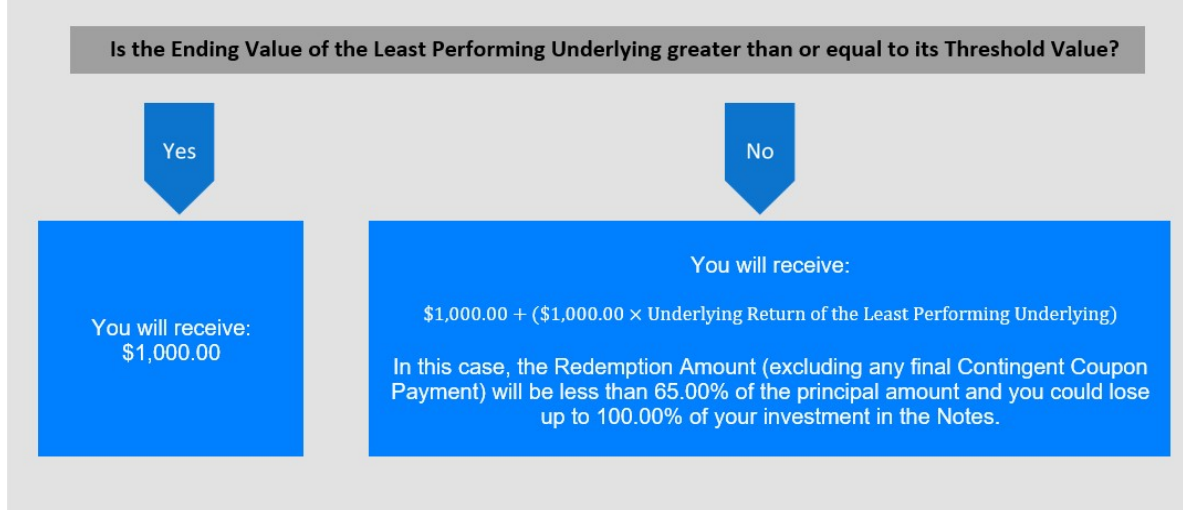 Is the Ending Value of the Least Performing Underlying greater than or equal to its Threshold Value?
Yes
No
You will receive:
$1,000.00
You will receive:
$1,000.00 + ($1,000.00 × Underlying Return of the Least Performing Underlying)
In this case, the Redemption Amount (excluding any final Contingent Coupon
Payment) will be less than 65.00% of the principal amount and you could lose
up to 100.00% of your investment in the Notes.